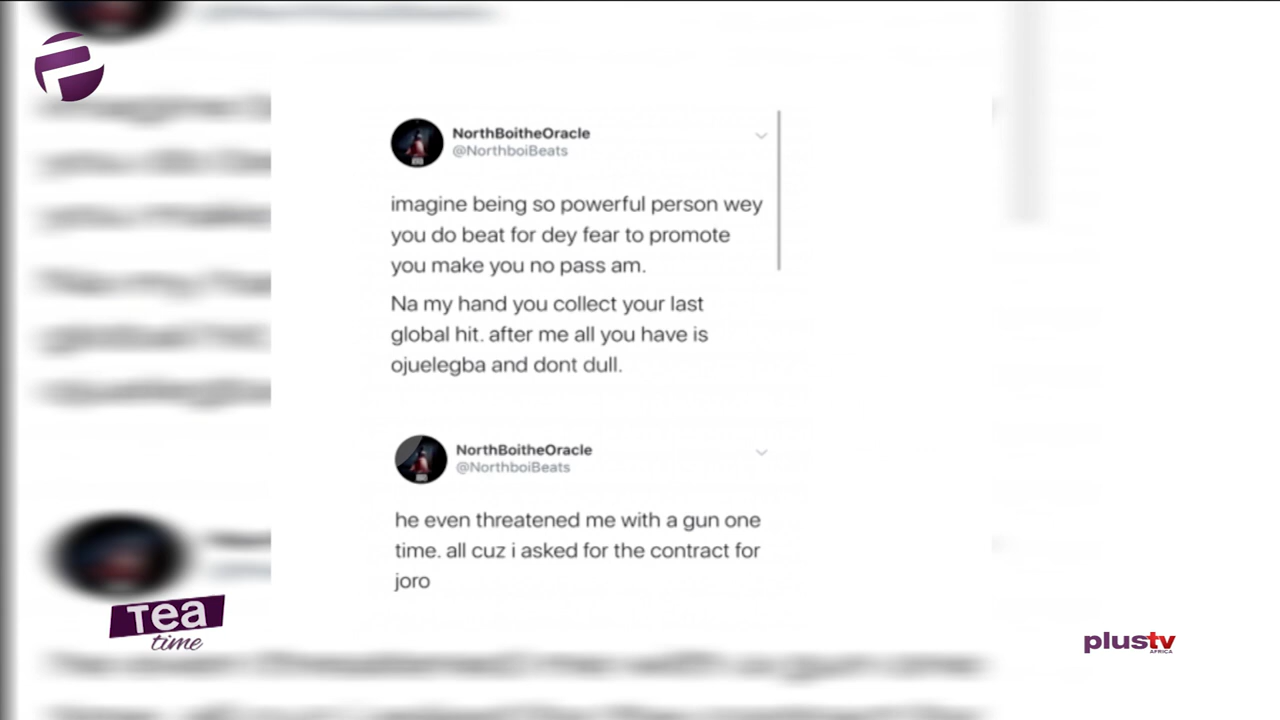 NorthBoitheOracle
@NorthboiBeats
imagine being so powerful person wey
you do beat for dey fear to promote
you make you no pass am.
Na my hand you collect your last
global hit. after me all you have is
ojuelegba and dont dull.
NorthBoitheOracle
@NorthboiBeats
he even threatened me with a gun one
time. all cuz i asked for the contract for
joro
Tea
time
plustv
AFRICA